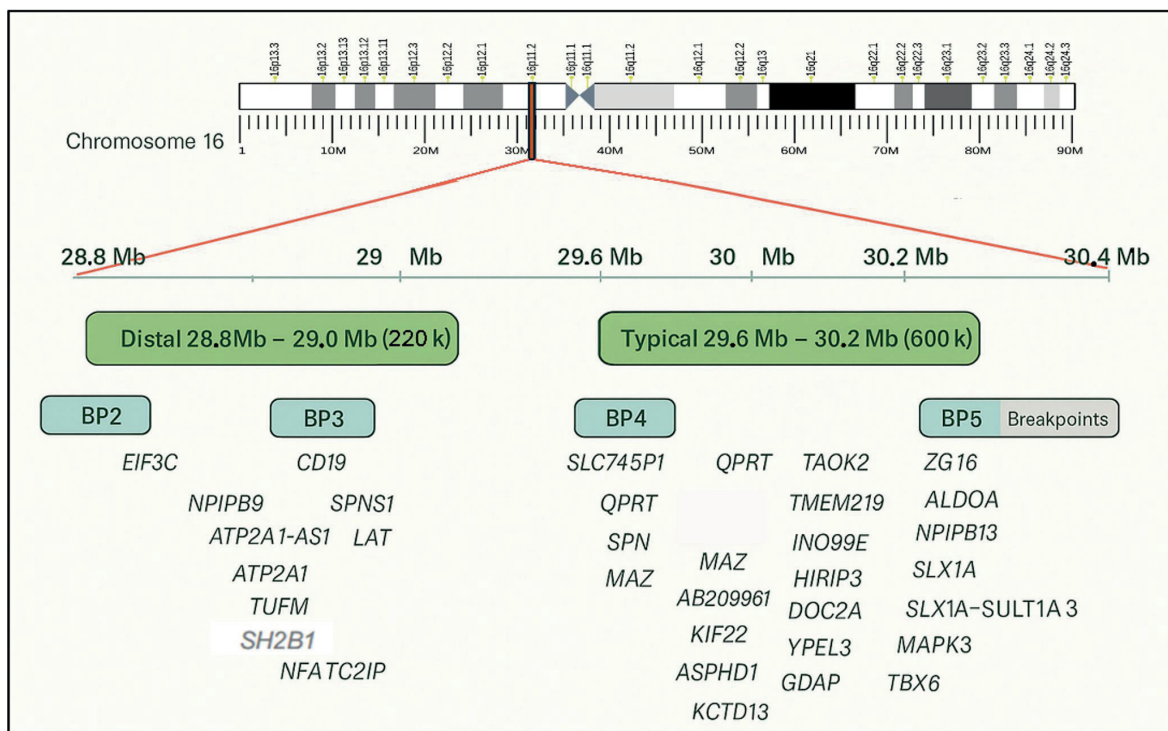 16p13.3 16p13.2 16p13.13 16p13.12 16p13.11 16p12.3 16p12.2 16p12.1 16p11.2 16p11.1 16q11.1 16q11.2 16q12.1 16q12.2 16q13 16q21 16q22.1 16q22.2 16q22.3 16q23.1 16q23.2 16q23.3 16q24.1 16q24.2 16q24.3
Chromosome 16
1 10M 20M 30M 40M 50M 60M 70M 80M 90M
28.8 Mb 29 Mb 29.6 Mb 30 Mb 30.2 Mb 30.4 Mb
Distal 28.8Mb – 29.0 Mb (220 k) Typical 29.6 Mb – 30.2 Mb (600 k)
BP2 BP3 BP4 BP5 Breakpoints
EIF3C CD19 SLC745P1 QPRT TAOK2 ZG16
NPIPB9 SPNS1 QPRT TMEM219 ALDOA
ATP2A1-AS1 LAT SPN INO99E NPIPB13
ATP2A1 MAZ MAZ HIRIP3 SLX1A
TUFM AB209961 DOC2A SLX1A–SULT1A 3
SH2B1 KIF22 YPEL3 MAPK3
NFATC2IP ASPHD1 GDAP TBX6
KCTD13